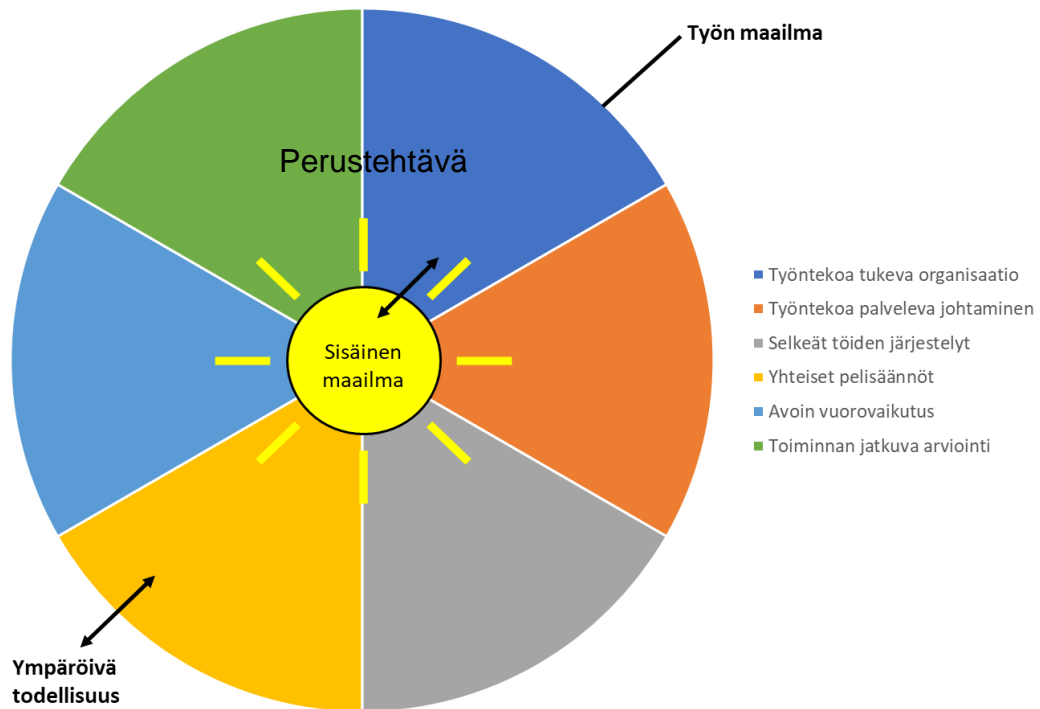 Työn maailma
Perustehtävä
Sisäinen
maailma
Työntekoa tukeva organisaatio
Työntekoa palveleva johtaminen
Selkeät töiden järjestelyt
Yhteiset pelisäännöt
Avoin vuorovaikutus
Toiminnan jatkuva arviointi
Ympäröivä
todellisuus